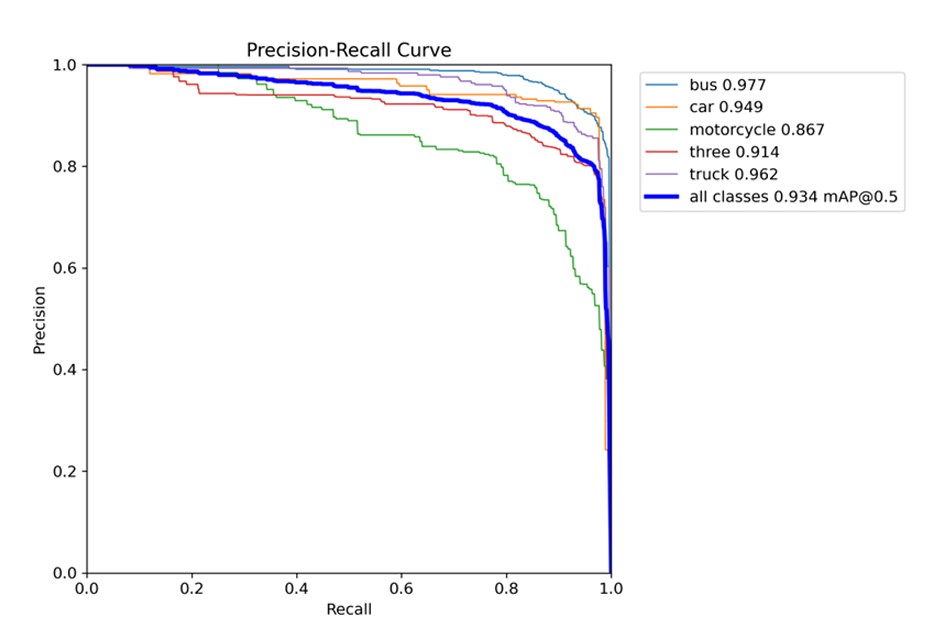 Precision-Recall Curve
1.0
0.8
0.6
0.4
0.2
0.0
Precision
0.0 0.2 0.4 0.6 0.8 1.0
Recall
bus 0.977
car 0.949
motorcycle 0.867
three 0.914
truck 0.962
all classes 0.934 mAP@0.5